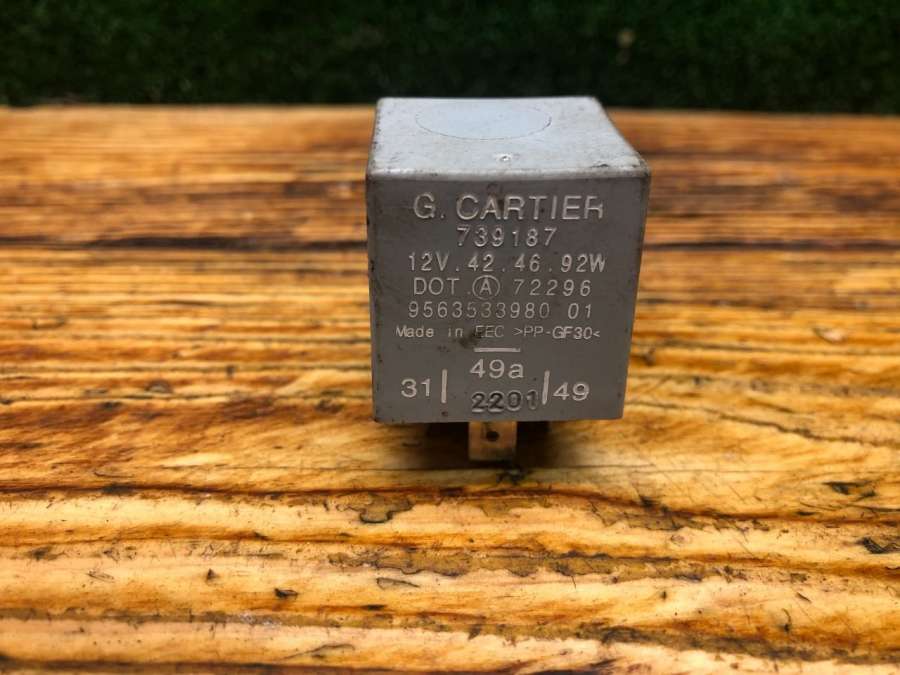 G. CARTIER
739187
12V.42.46.92W
DOT Ⓐ 72296
9563533980 01
Made in EEC >PP-GF30<
49a
31 49
2201